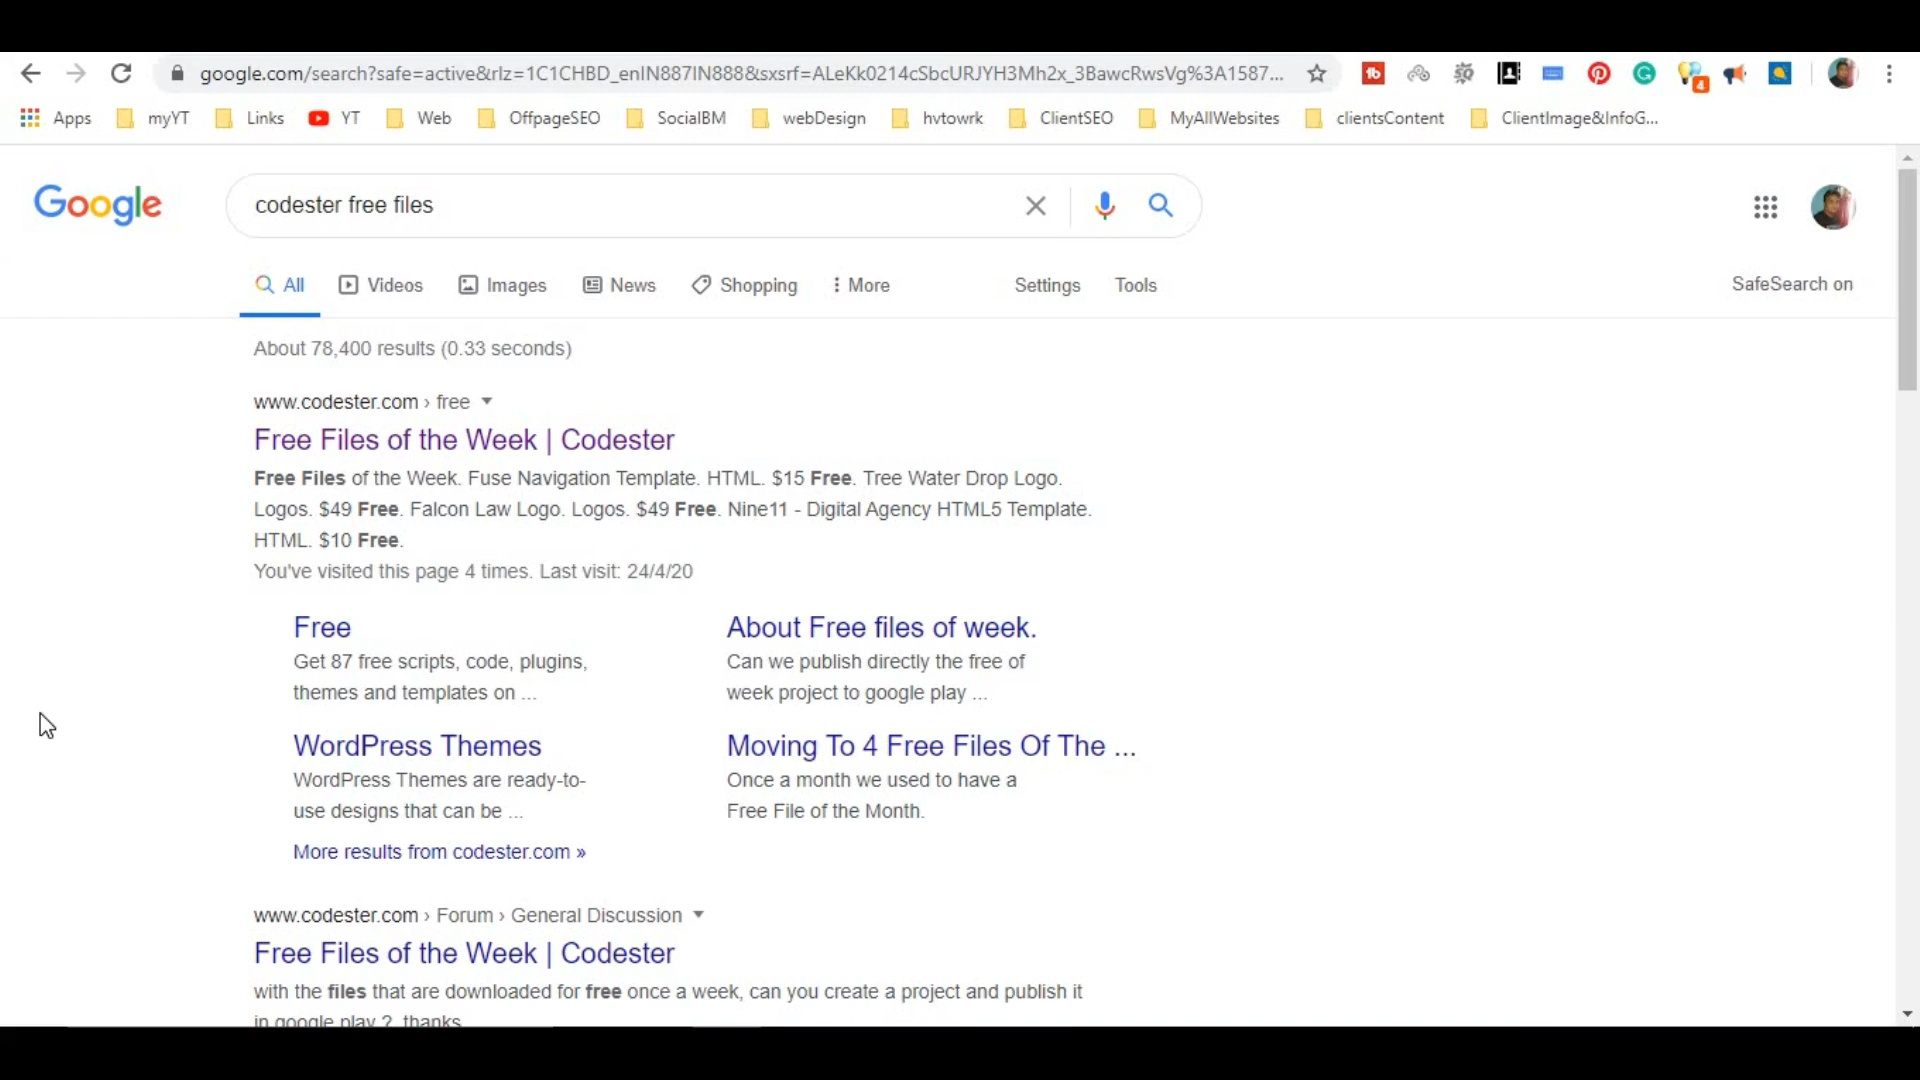 google.com/search?safe=active&rlz=1C1CHBD_enIN887IN888&sxsrf=ALeKk0214cSbcURJYH3Mh2x_3BawcRwsVg%3A1587...
4
Apps myYT Links YT Web OffpageSEO SocialBM webDesign hvtowrk ClientSEO MyAllWebsites clientsContent ClientImage&InfoG...
Google codester free files
All Videos Images News Shopping More Settings Tools SafeSearch on
About 78,400 results (0.33 seconds)
www.codester.com › free
Free Files of the Week | Codester
Free Files of the Week. Fuse Navigation Template. HTML. $15 Free. Tree Water Drop Logo.
Logos. $49 Free. Falcon Law Logo. Logos. $49 Free. Nine11 - Digital Agency HTML5 Template.
HTML. $10 Free.
You've visited this page 4 times. Last visit: 24/4/20
Free
Get 87 free scripts, code, plugins,
themes and templates on ...
About Free files of week.
Can we publish directly the free of
week project to google play ...
WordPress Themes
WordPress Themes are ready-to-
use designs that can be ...
Moving To 4 Free Files Of The ...
Once a month we used to have a
Free File of the Month.
More results from codester.com »
www.codester.com › Forum › General Discussion
Free Files of the Week | Codester
with the files that are downloaded for free once a week, can you create a project and publish it
in google play ?. thanks